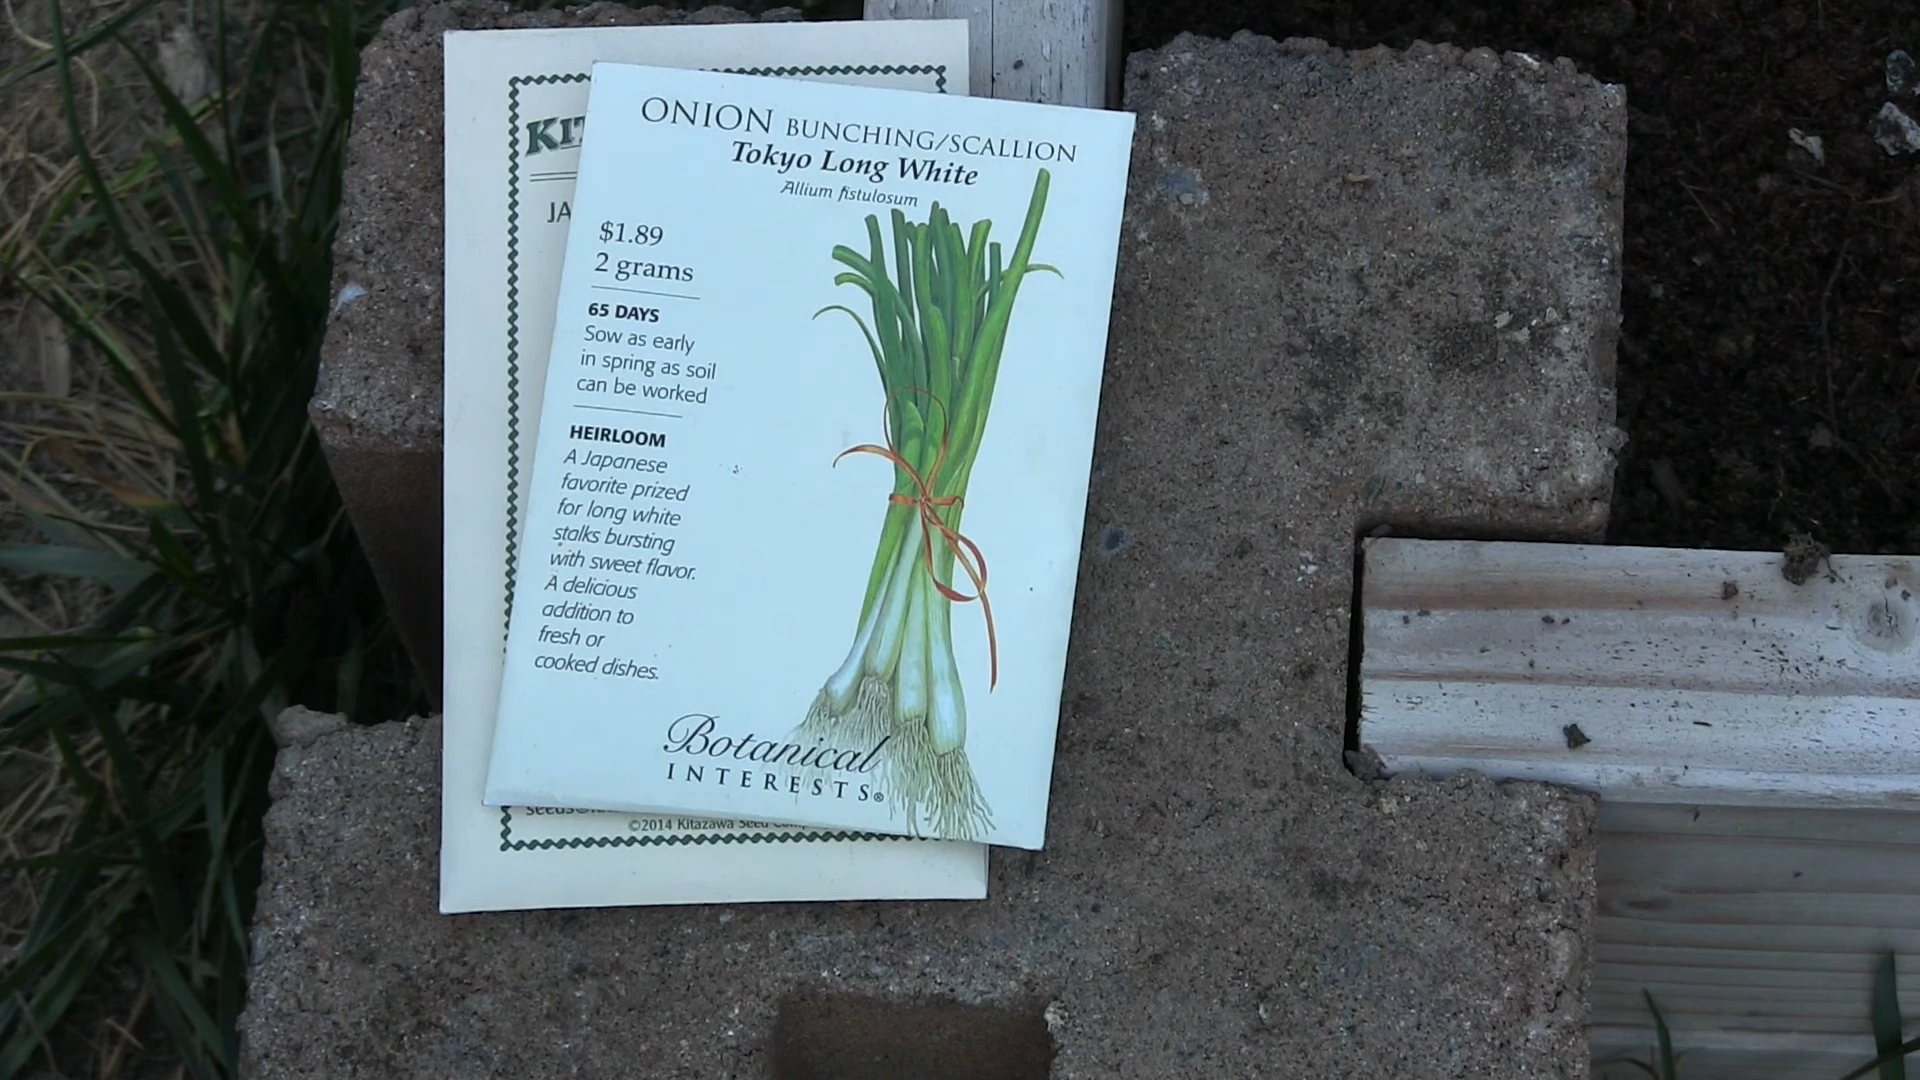 KIT
JA
ONION BUNCHING/SCALLION
Tokyo Long White
Allium fistulosum
$1.89
2 grams
65 DAYS
Sow as early
in spring as soil
can be worked
HEIRLOOM
A Japanese
favorite prized
for long white
stalks bursting
with sweet flavor.
A delicious
addition to
fresh or
cooked dishes.
Botanical
INTERESTS®
©2014 Kitazawa Seed Comp